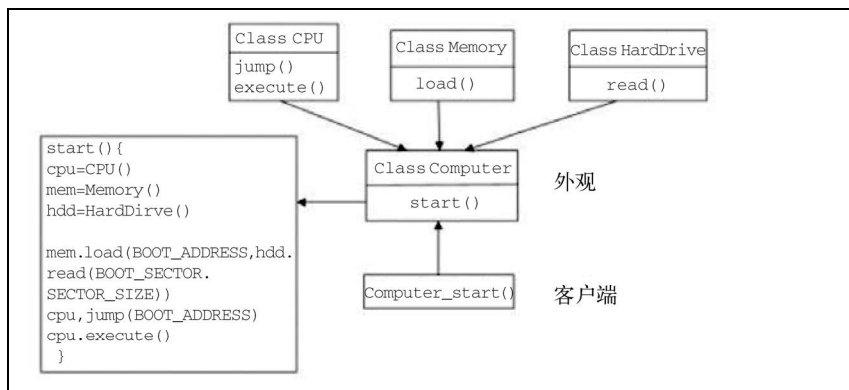 Class CPU
jump()
execute()
Class Memory
load()
Class HardDrive
read()
start(){
cpu=CPU()
mem=Memory()
hdd=HardDirve()
mem.load(BOOT_ADDRESS,hdd.
read(BOOT_SECTOR.
SECTOR_SIZE))
cpu,jump(BOOT_ADDRESS)
cpu.execute()
}
Class Computer
start()
外观
Computer_start()
客户端